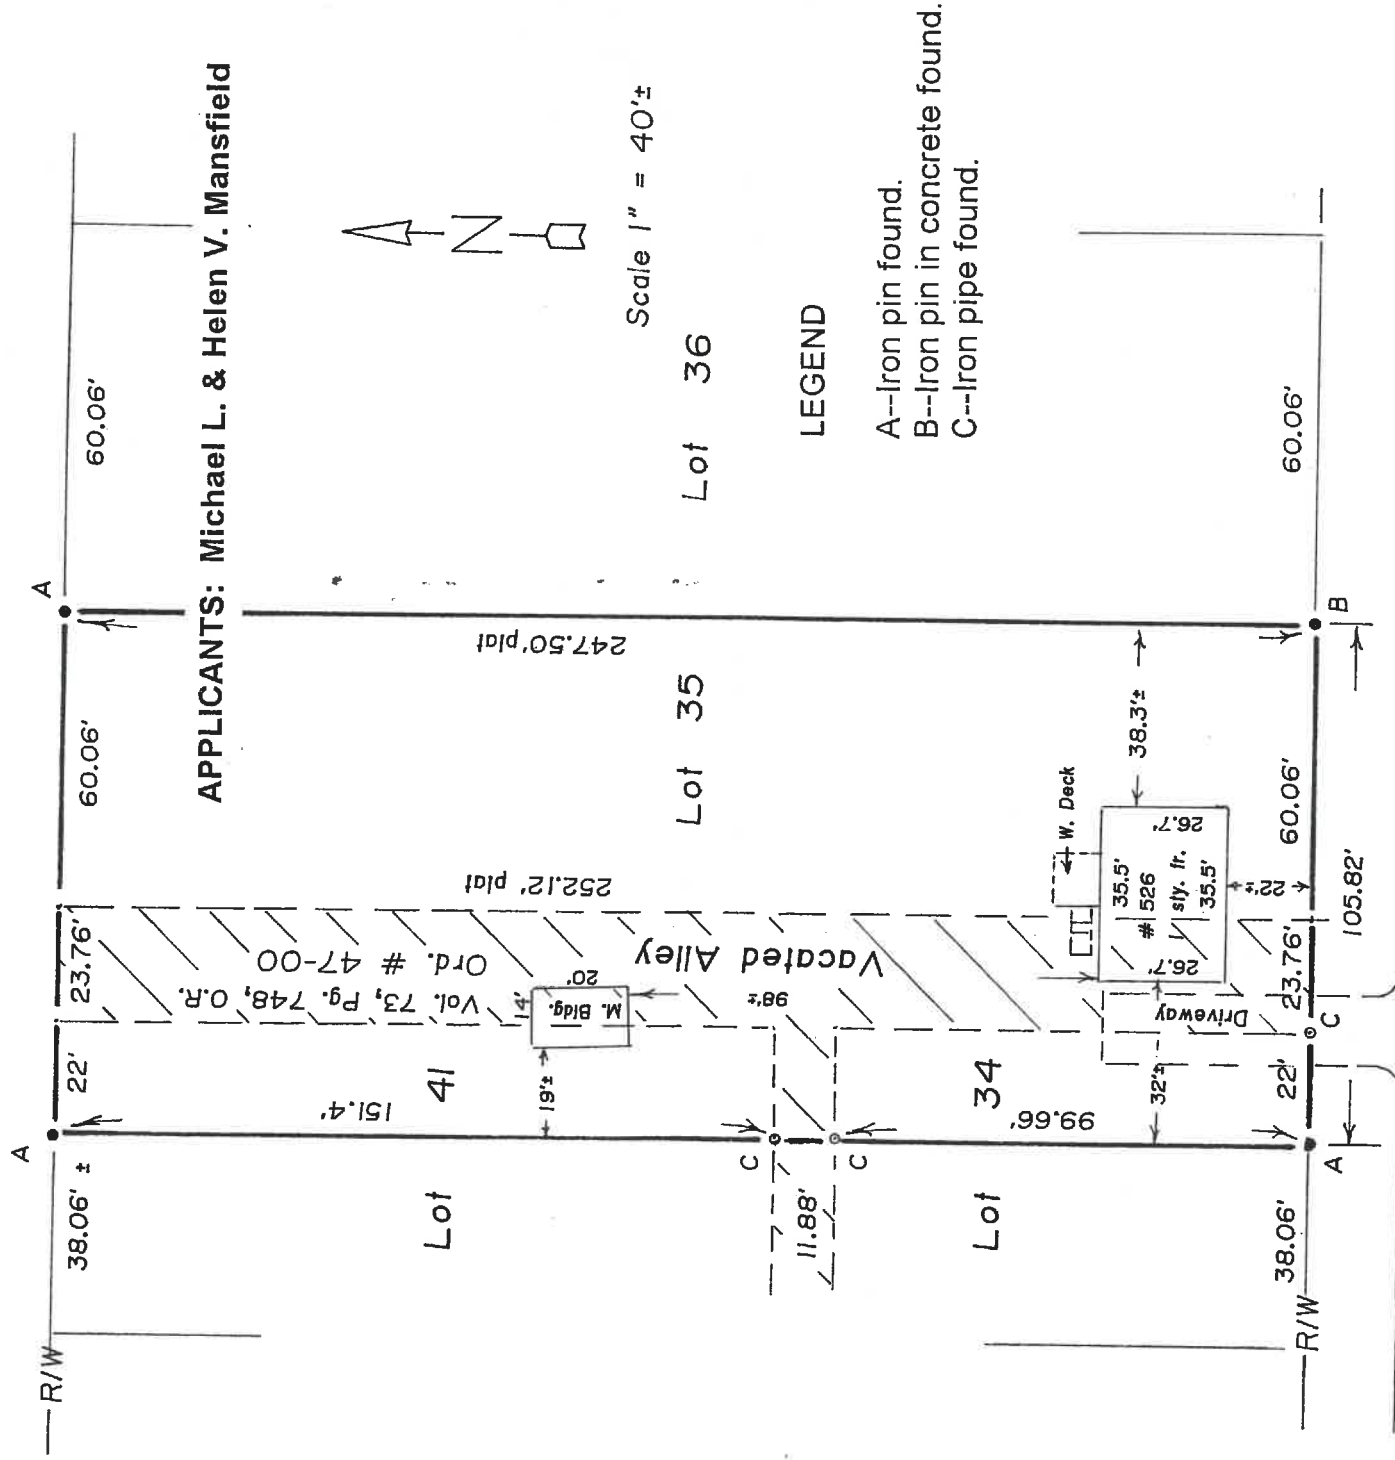 APPLICANTS: Michael L. & Helen V. Mansfield
R/W
38.06' ±
A
22'
23.76'
60.06'
A
60.06'
N
Scale 1" = 40'±
Lot 41
151.4'
Vol. 73, Pg. 748, O.R.
Ord. # 47-00
14'
20'
M. Bldg.
19'±
98'±
Vacated Alley
252.12' plat
247.50' plat
Lot 35
Lot 36
LEGEND
A--Iron pin found.
B--Iron pin in concrete found.
C--Iron pipe found.
C
C
11.88'
Lot 34
99.66'
W. Deck
35.5'
# 526
1 sty. fr.
35.5'
26.7'
26.7'
38.3'±
22'±
32'±
Driveway
R/W
38.06'
A
22'
C
23.76'
60.06'
105.82'
B
60.06'